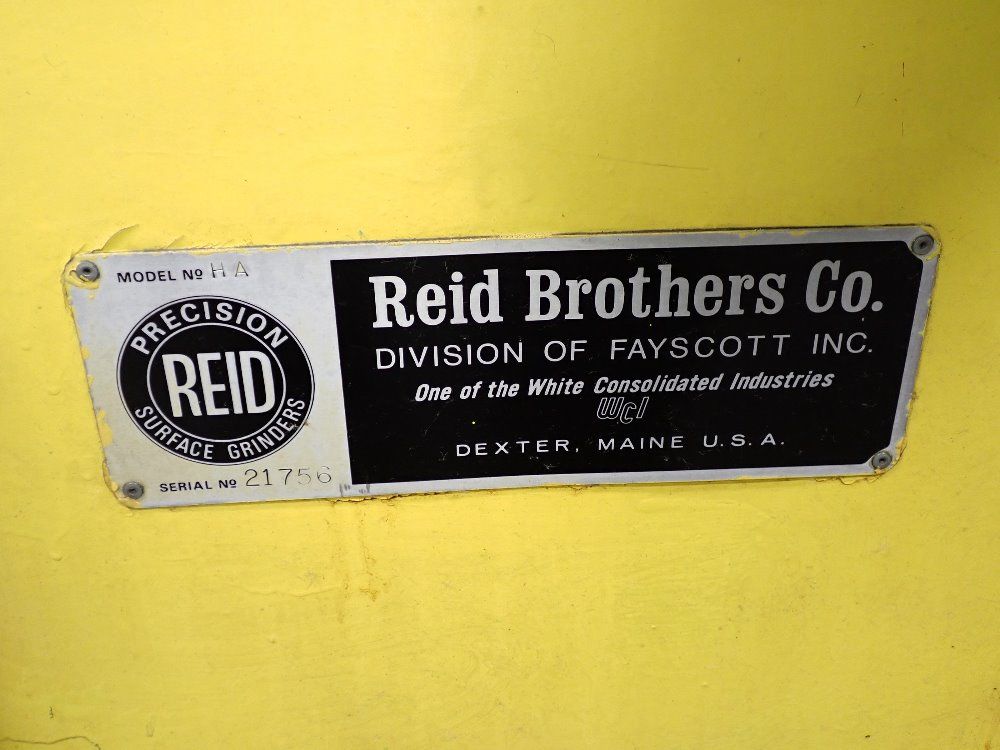 MODEL Nº HA
PRECISION
REID
SURFACE GRINDERS
SERIAL Nº 21756
Reid Brothers Co.
DIVISION OF FAYSCOTT INC.
One of the White Consolidated Industries
WCI
DEXTER, MAINE U.S.A.